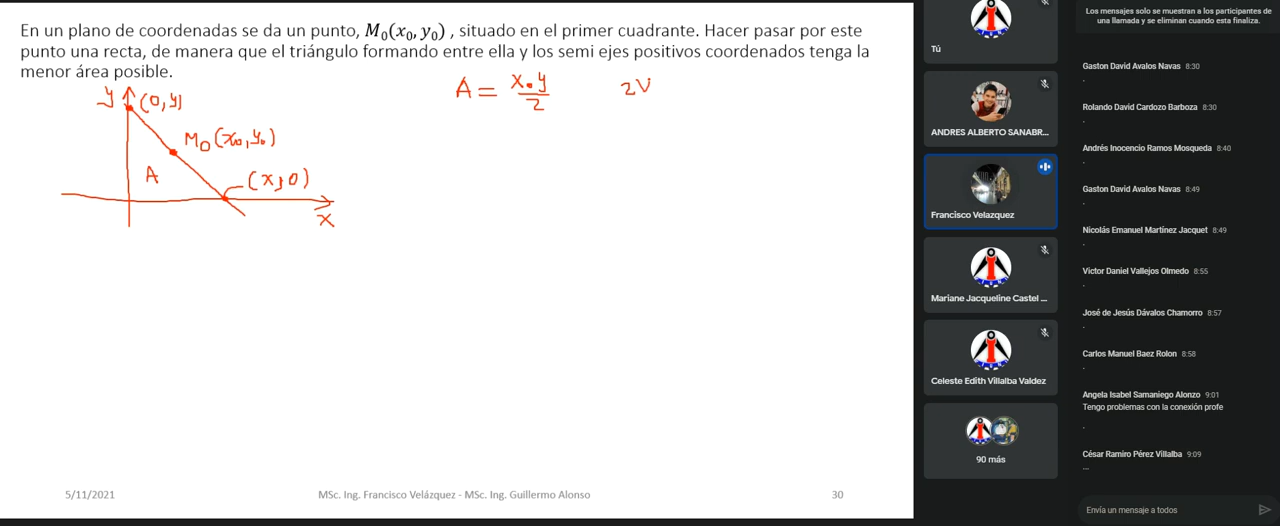 En un plano de coordenadas se da un punto, M₀(x₀, y₀) , situado en el primer cuadrante. Hacer pasar por este
punto una recta, de manera que el triángulo formando entre ella y los semi ejes positivos coordenados tenga la
menor área posible.
A = x.y/2
2V
y
(0, y)
M₀(x₀, y₀)
A
(x, 0)
x
5/11/2021
MSc. Ing. Francisco Velázquez - MSc. Ing. Guillermo Alonso
30
Tú
ANDRES ALBERTO SANABR...
Francisco Velazquez
Mariane Jacqueline Castel ...
Celeste Edith Villalba Valdez
90 más
Los mensajes solo se muestran a los participantes de
una llamada y se eliminan cuando esta finaliza.
Gaston David Avalos Navas 8:30
.
Rolando David Cardozo Barboza 8:30
.
Andrés Inocencio Ramos Mosqueda 8:40
.
Gaston David Avalos Navas 8:49
.
Nicolás Emanuel Martínez Jacquet 8:49
.
Victor Daniel Vallejos Olmedo 8:55
.
José de Jesús Dávalos Chamorro 8:57
.
Carlos Manuel Baez Rolon 8:58
.
Angela Isabel Samaniego Alonzo 9:01
Tengo problemas con la conexión profe
.
César Ramiro Pérez Villalba 9:09
...
Envía un mensaje a todos